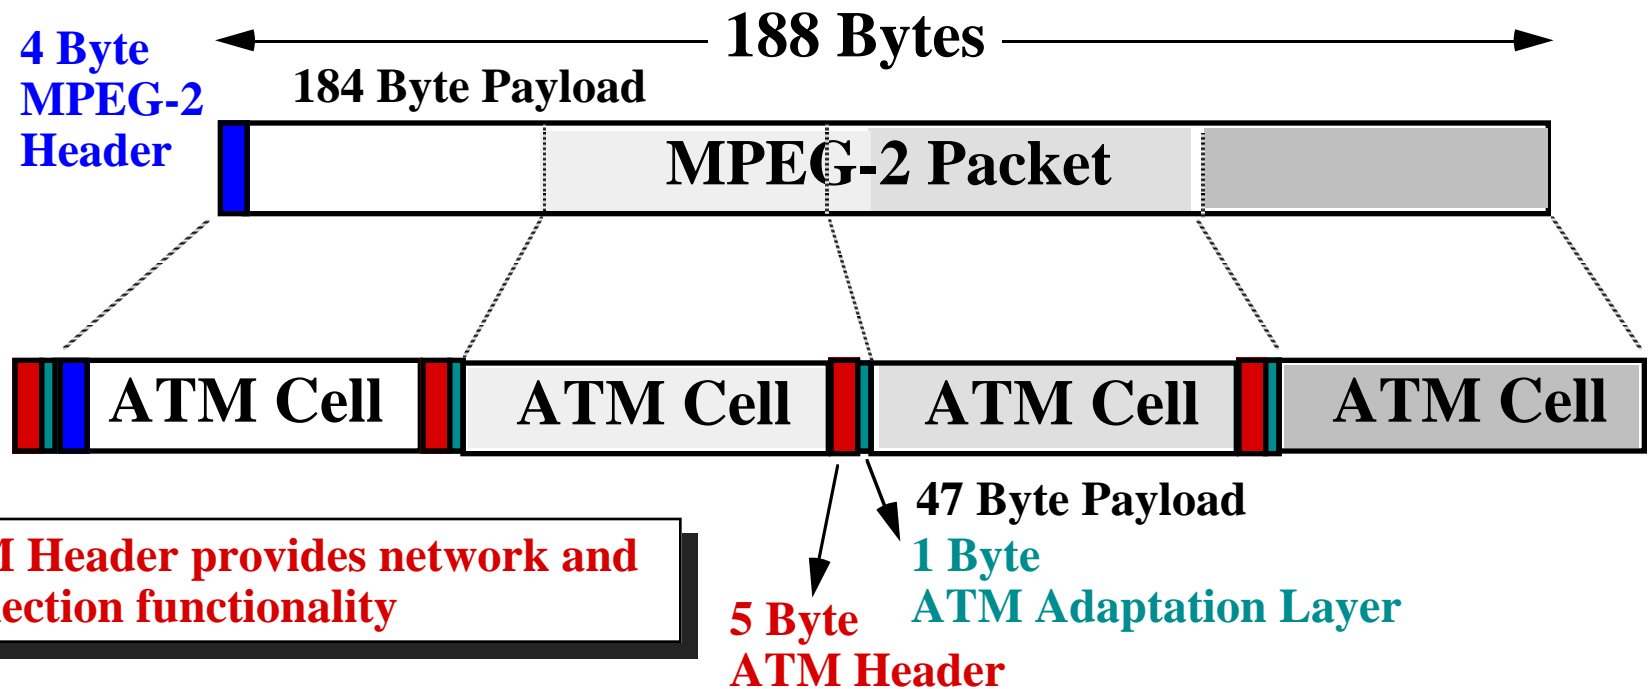 4 Byte
MPEG-2
Header
188 Bytes
184 Byte Payload
MPEG-2 Packet
ATM Cell
ATM Cell
ATM Cell
ATM Cell
47 Byte Payload
1 Byte
ATM Adaptation Layer
5 Byte
ATM Header
M Header provides network and
ection functionality